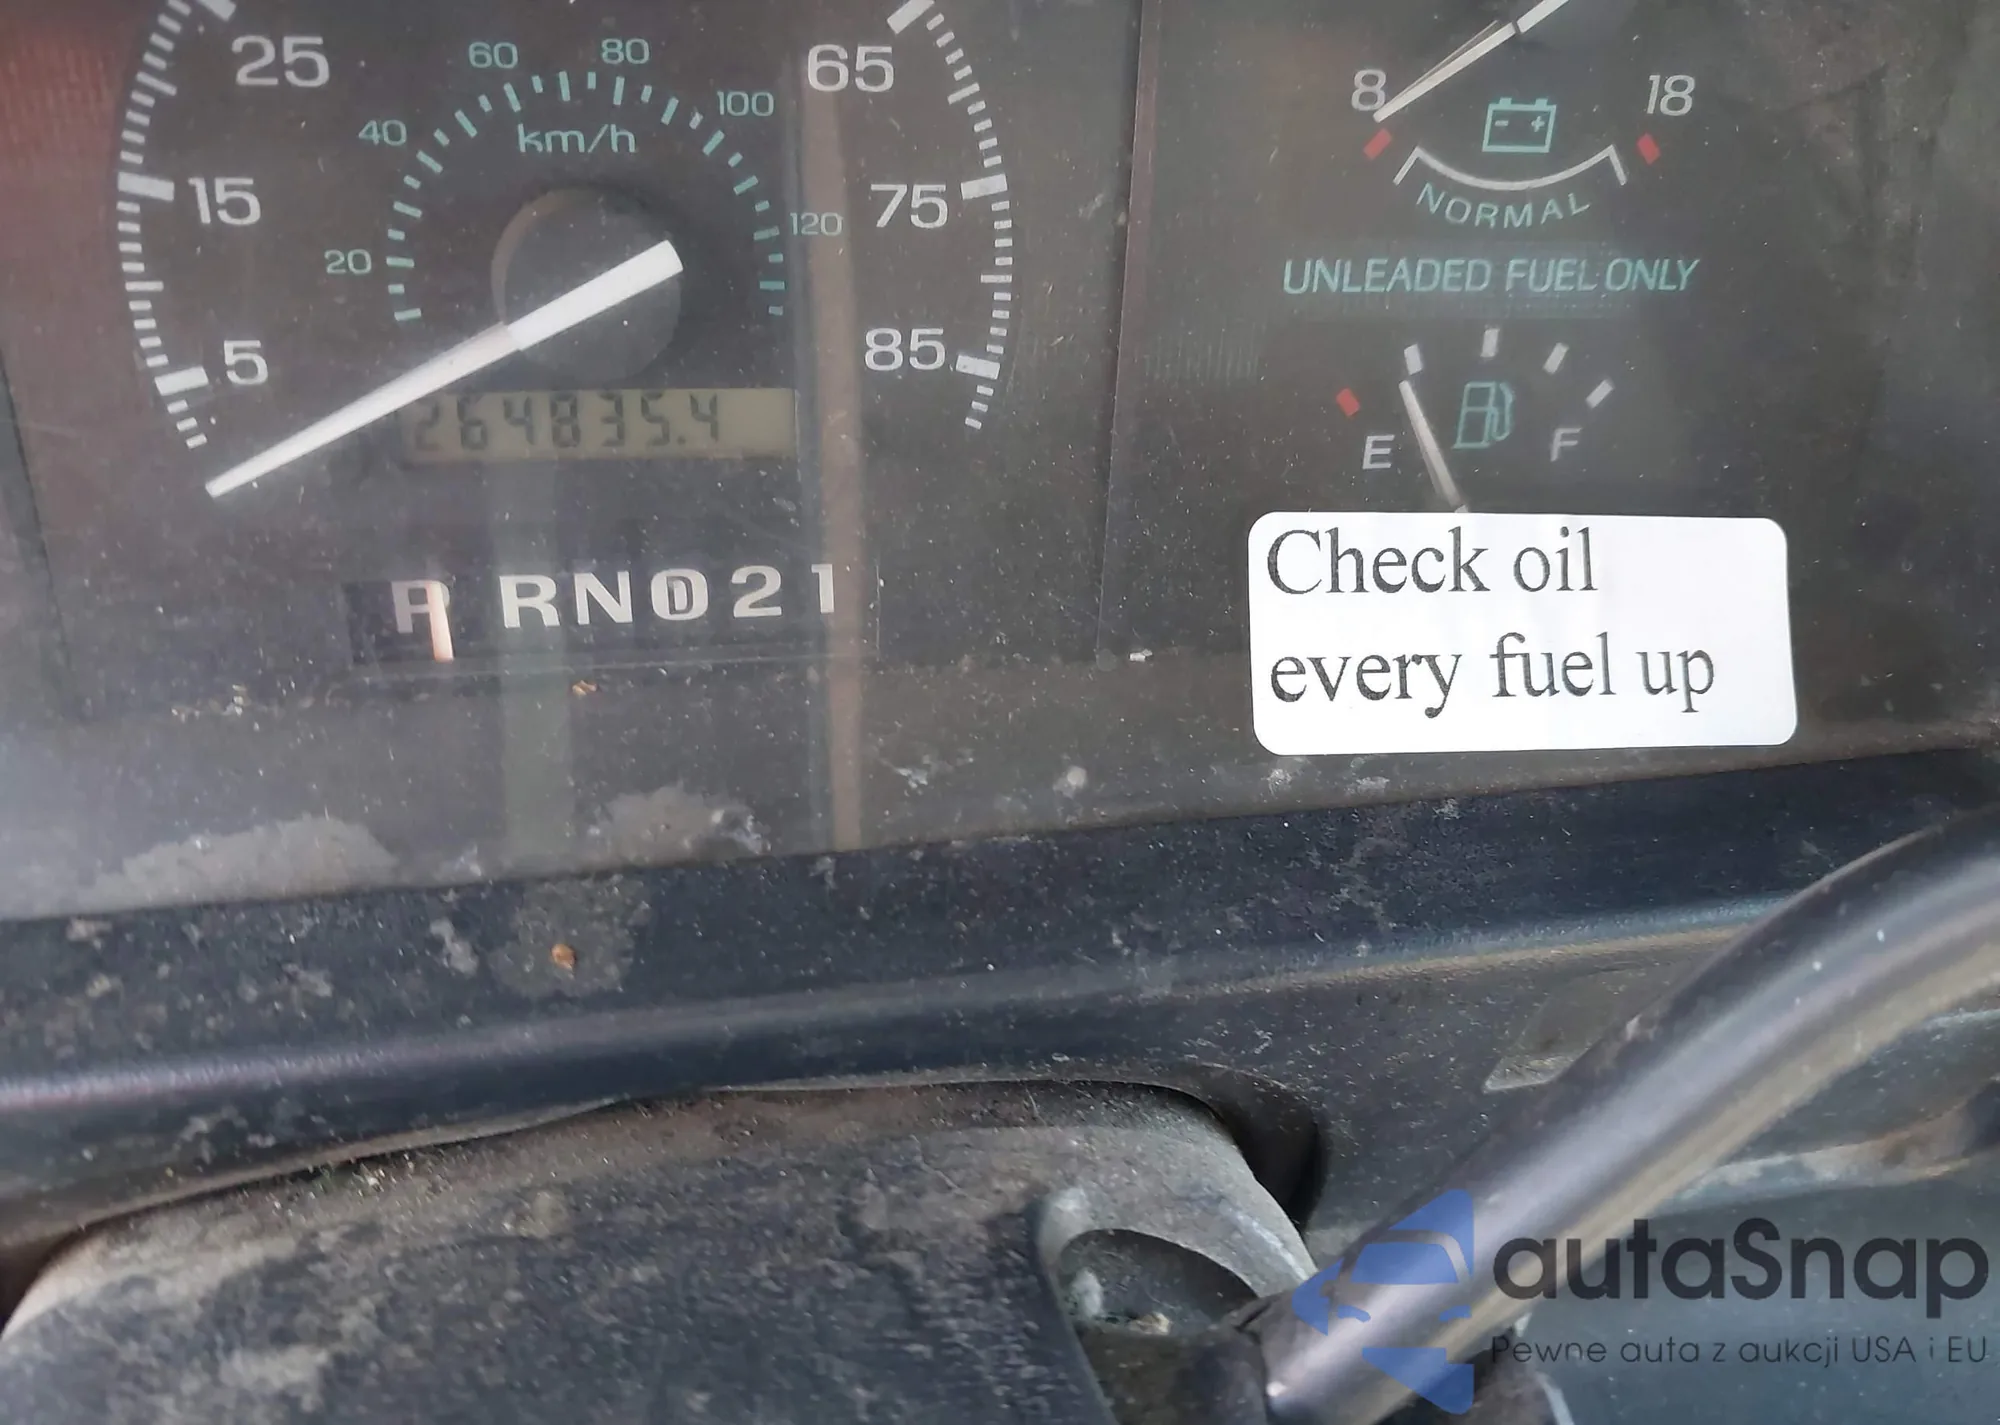 25
60
80
65
40
100
km/h
15
20
120
75
5
85
264835.4
P RND21
8
18
NORMAL
UNLEADED FUEL ONLY
E
F
Check oil
every fuel up
autaSnap
Pewne auta z aukcji USA i EU